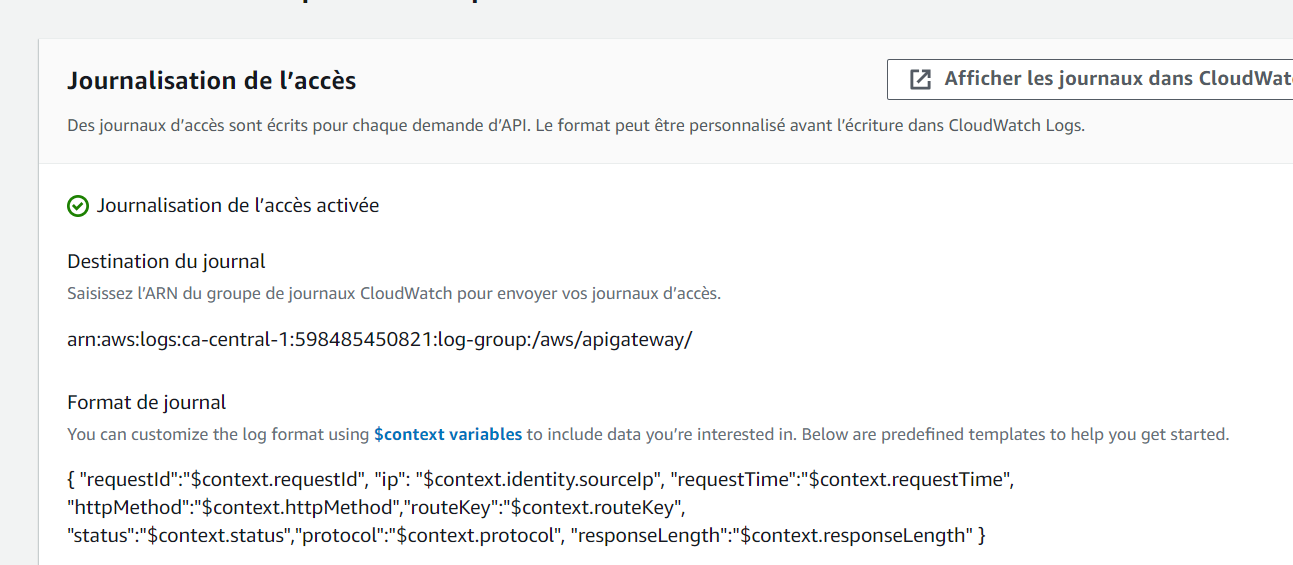 Journalisation de l’accès
Afficher les journaux dans
Des journaux d’accès sont écrits pour chaque demande d’API. Le format peut être personnalisé avant l’écriture dans CloudWatch Logs.
Journalisation de l’accès activée
Destination du journal
Saisissez l’ARN du groupe de journaux CloudWatch pour envoyer vos journaux d’accès.
arn:aws:logs:ca-central-1:598485450821:log-group:/aws/apigateway/
Format de journal
You can customize the log format using $context variables to include data you’re interested in. Below are predefined templates to help you get started.
{ "requestId":"$context.requestId", "ip": "$context.identity.sourceIp", "requestTime":"$context.requestTime",
"httpMethod":"$context.httpMethod","routeKey":"$context.routeKey",
"status":"$context.status","protocol":"$context.protocol", "responseLength":"$context.responseLength" }